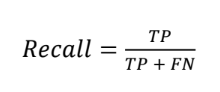 Recall = TP / (TP + FN)